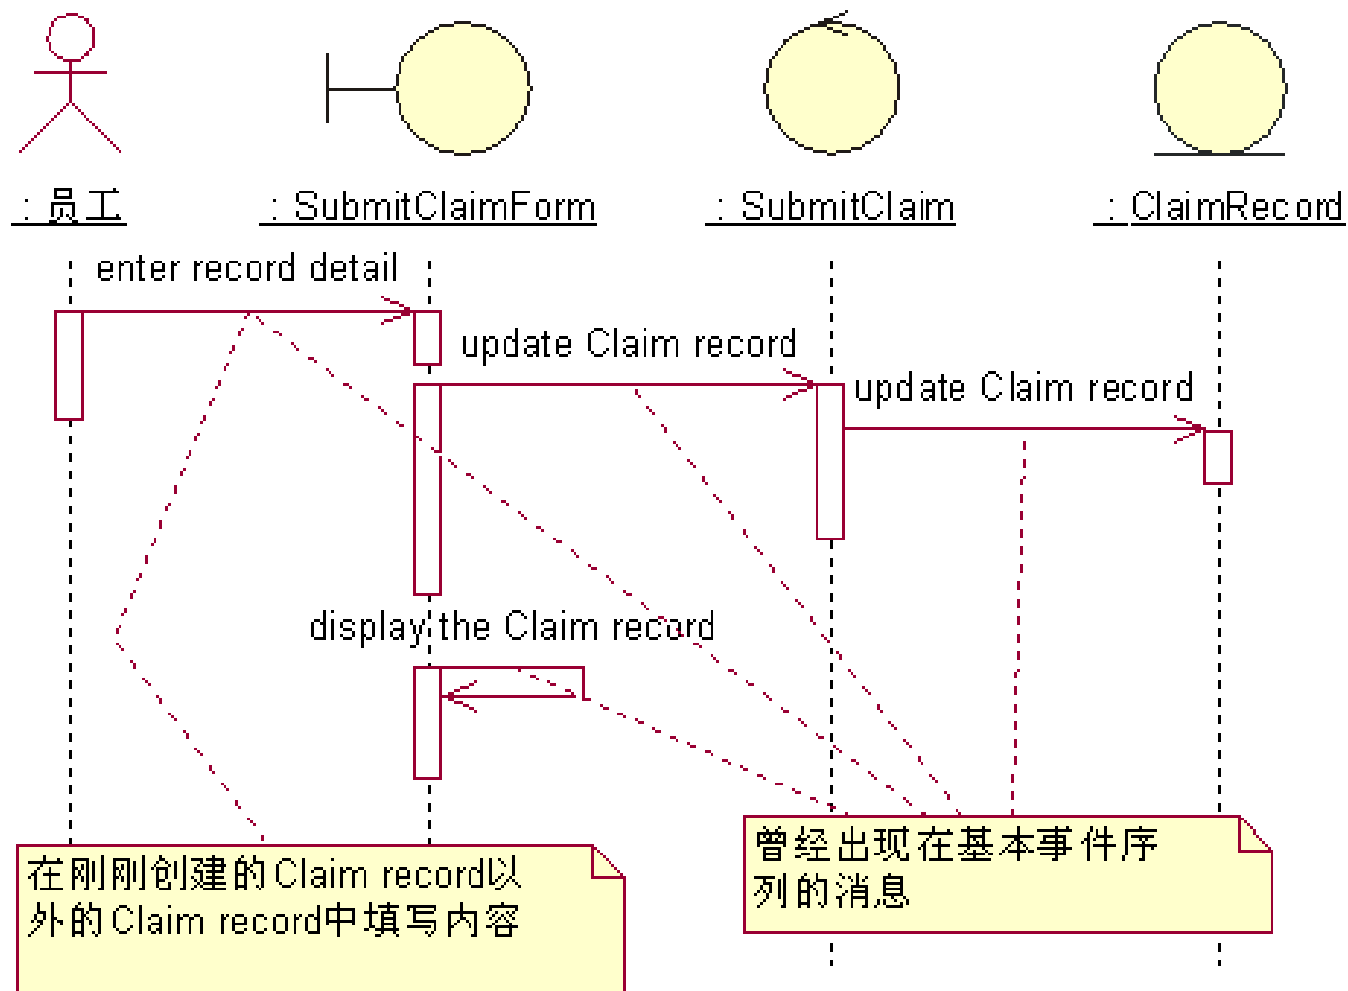 : 员工
: SubmitClaimForm
: SubmitClaim
: ClaimRecord
enter record detail
update Claim record
update Claim record
display the Claim record
在刚刚创建的Claim record以
外的Claim record中填写内容
曾经出现在基本事件序
列的消息